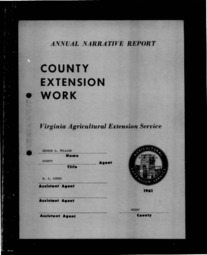 ANNUAL NARRATIVE REPORT
COUNTY
EXTENSION
WORK
Virginia Agricultural Extension Service
Name
COUNTY
Agent
Title
Assistant Agent
1961
Assistant Agent
Assistant Agent
County